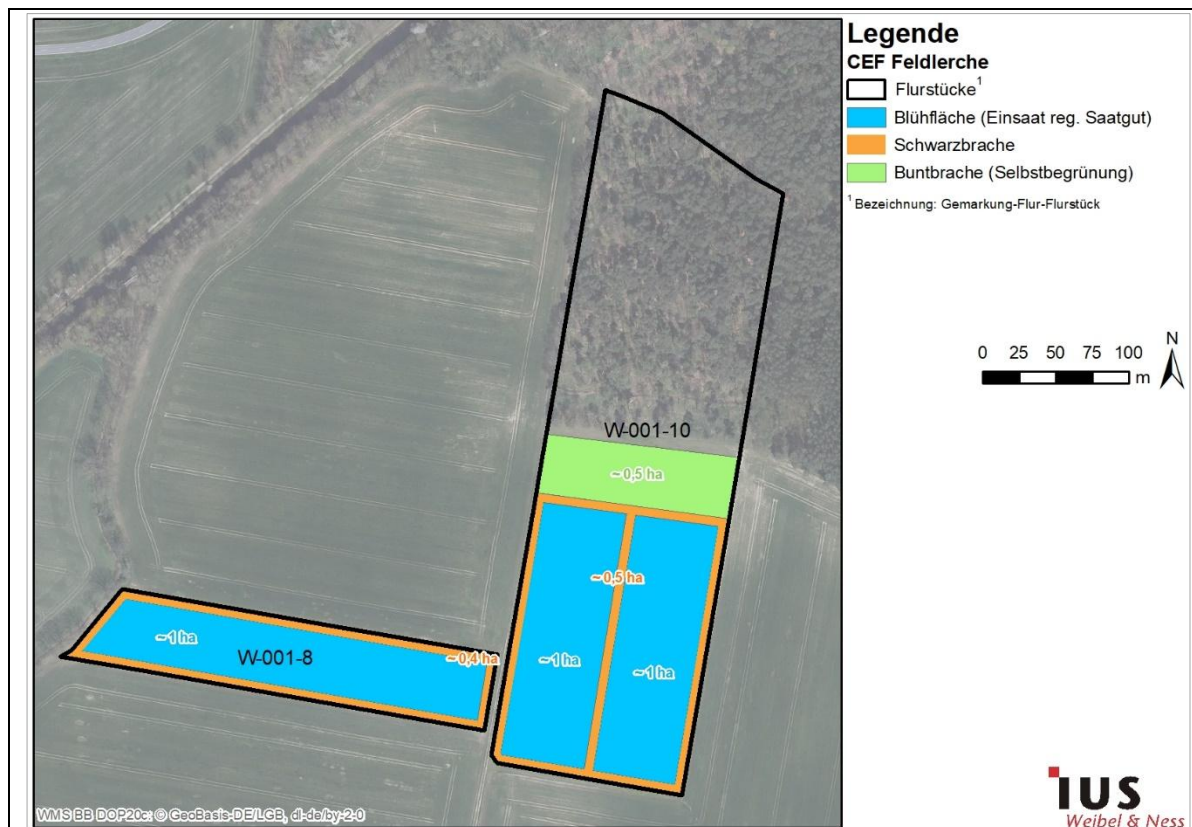 Legende
CEF Feldlerche
Flurstücke¹
Blühfläche (Einsaat reg. Saatgut)
Schwarzbrache
Buntbrache (Selbstbegrünung)
¹ Bezeichnung: Gemarkung-Flur-Flurstück
N
0 25 50 75 100
m
W-001-10
~0,5 ha
~0,5 ha
~1 ha
W-001-8
~0,4 ha
~1 ha
~1 ha
WMS BB DOP20c: © GeoBasis-DE/LGB, dl-de/by-2-0
IUS
Weibel & Ness